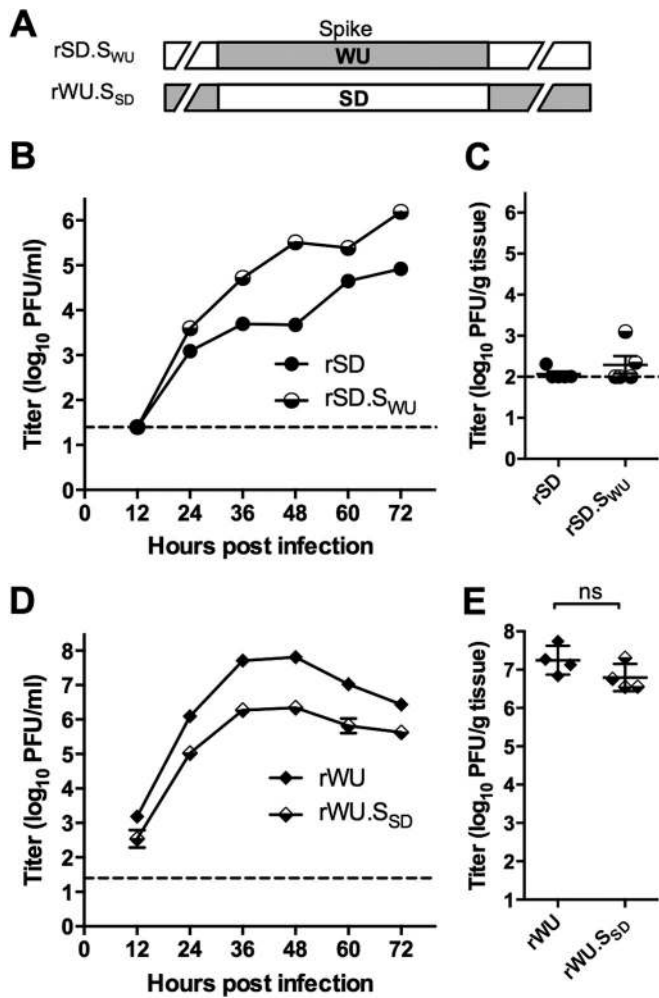 A
Spike
rSD.SWU
WU
rWU.SSD
SD
B
Titer (log10 PFU/ml)
6
5
4
3
2
1
0
rSD
rSD.SWU
0 12 24 36 48 60 72
Hours post infection
C
Titer (log10 PFU/g tissue)
6
5
4
3
2
1
0
rSD
rSD.SWU
D
Titer (log10 PFU/ml)
8
7
6
5
4
3
2
1
0
rWU
rWU.SSD
0 12 24 36 48 60 72
Hours post infection
E
ns
Titer (log10 PFU/g tissue)
8
7
6
5
4
3
2
1
rWU
rWU.SSD